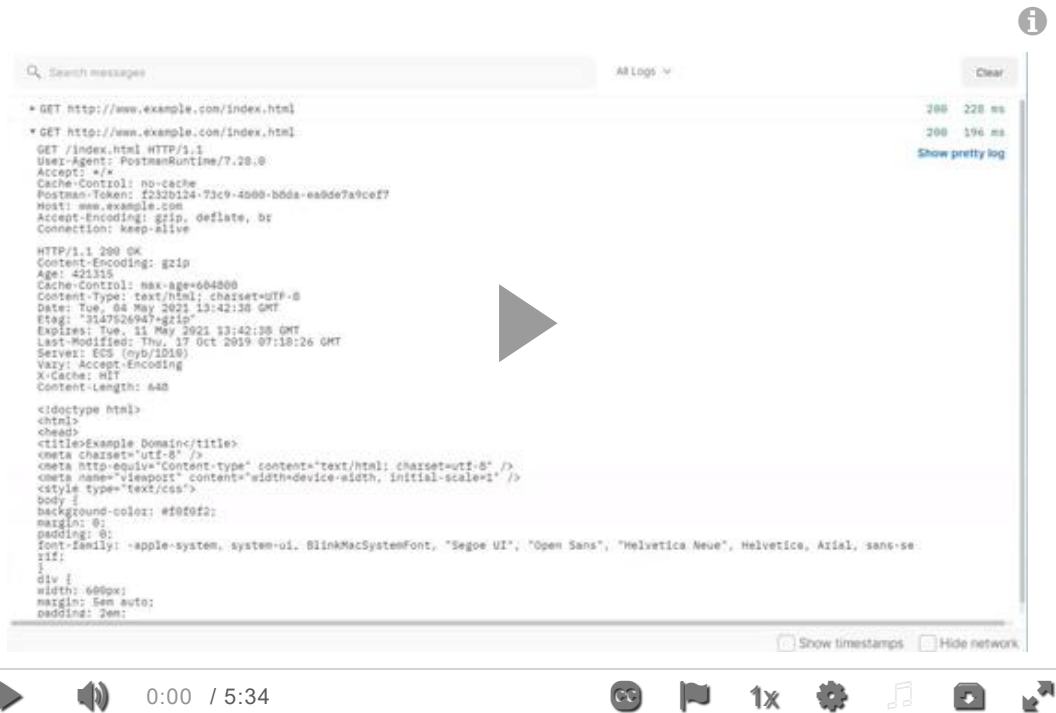 Search messages
All Logs
Clear
GET http://www.example.com/index.html 200 228 ms
GET http://www.example.com/index.html 200 196 ms
Show pretty log
GET /index.html HTTP/1.1
User-Agent: PostmanRuntime/7.28.0
Accept: */*
Cache-Control: no-cache
Postman-Token:
Host: www.example.com
Accept-Encoding: gzip, deflate, br
Connection: keep-alive
HTTP/1.1 200 OK
Content-Encoding: gzip
Age: 421315
Cache-Control: max-age=604800
Content-Type: text/html; charset=UTF-8
Date: Tue, 04 May 2021 13:42:38 GMT
Etag: "3147526947+gzip"
Expires: Tue, 11 May 2021 13:42:38 GMT
Last-Modified: Thu, 17 Oct 2019 07:18:26 GMT
Server: ECS (nyb/1D10)
Vary: Accept-Encoding
X-Cache: HIT
Content-Length: 648
<!doctype html>
<html>
<head>
<title>Example Domain</title>
<meta charset="utf-8" />
<meta http-equiv="Content-type" content="text/html; charset=utf-8" />
<meta name="viewport" content="width=device-width, initial-scale=1" />
<style type="text/css">
body {
background-color: #f0f0f2;
margin: 0;
padding: 0;
font-family: -apple-system, system-ui, BlinkMacSystemFont, "Segoe UI", "Open Sans", "Helvetica Neue", Helvetica, Arial, sans-se
rif;
}
div {
width: 600px;
margin: 5em auto;
padding: 2em;
Show timestamps
Hide network
0:00 / 5:34
CC
1x